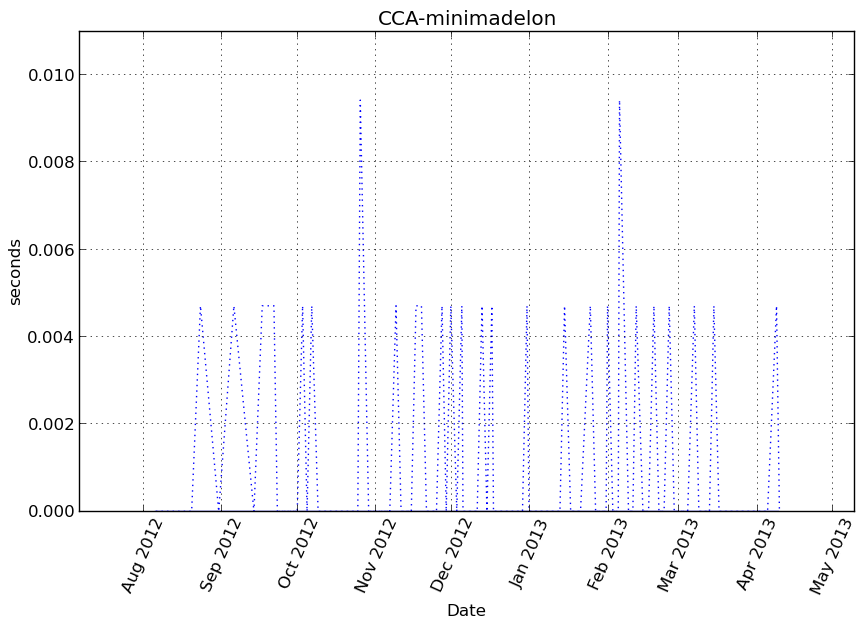 CCA-minimadelon
0.010
0.008
0.006
0.004
0.002
0.000
seconds
Aug 2012
Sep 2012
Oct 2012
Nov 2012
Dec 2012
Jan 2013
Feb 2013
Mar 2013
Apr 2013
May 2013
Date